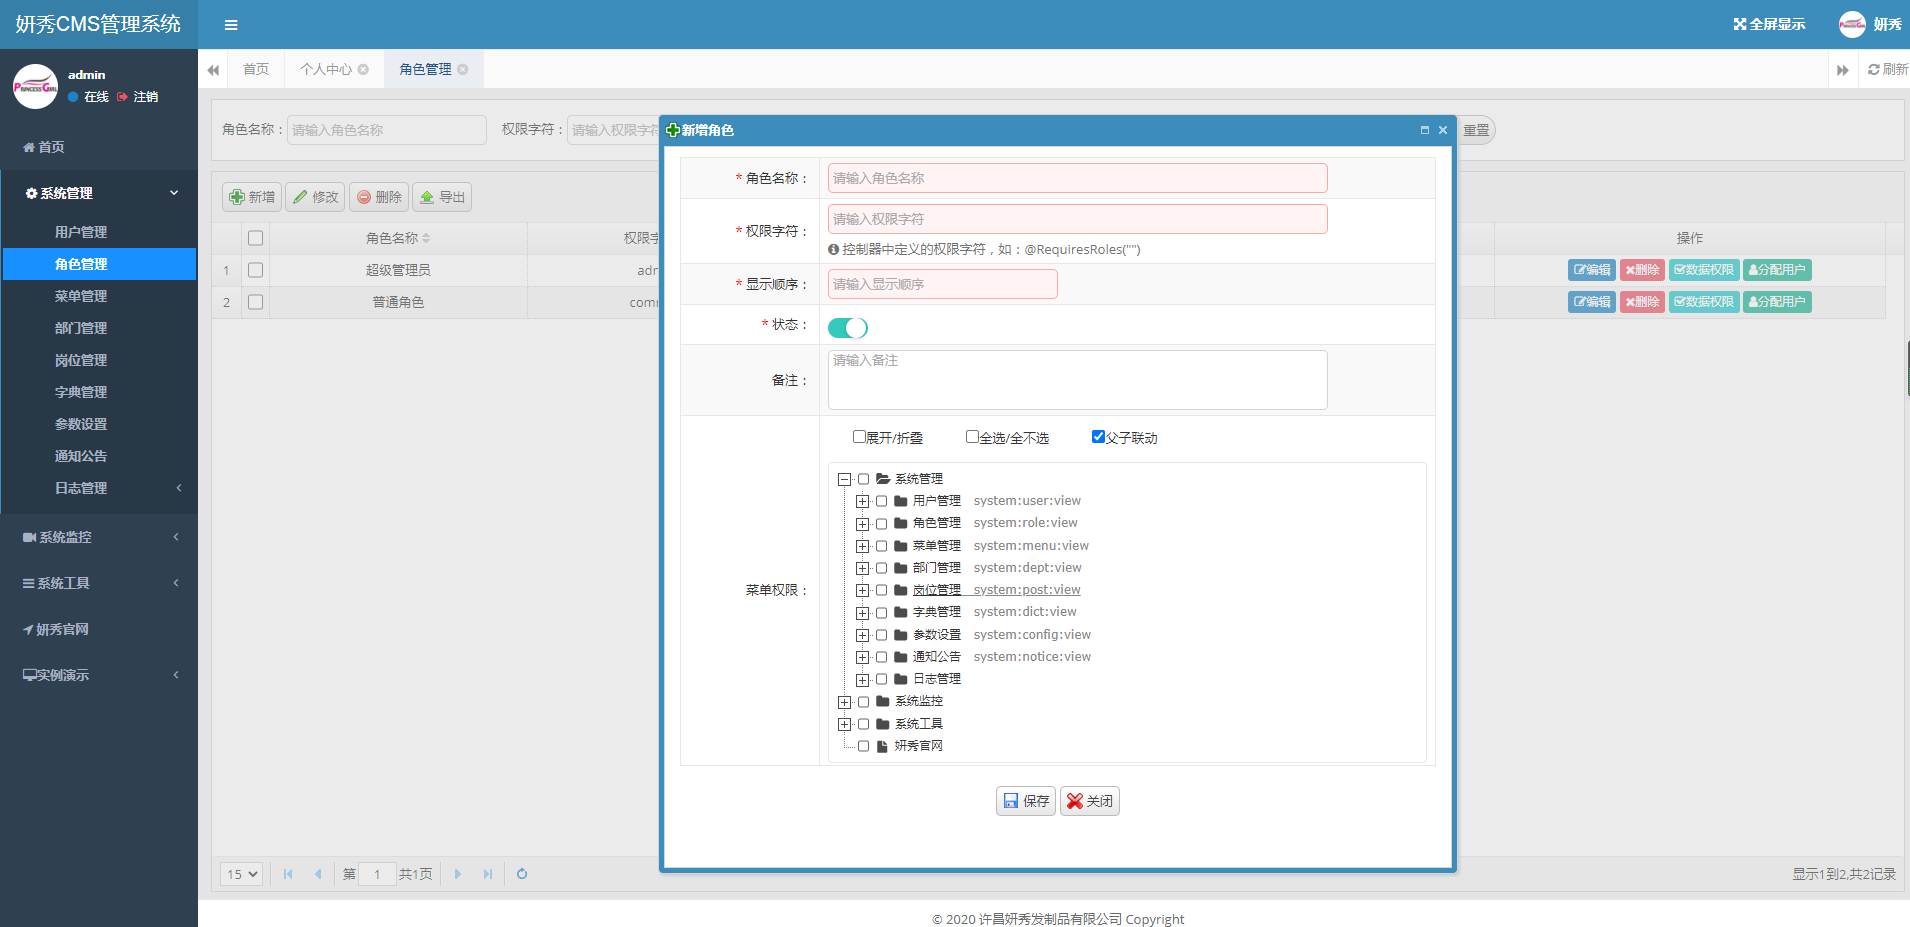 妍秀CMS管理系统
全屏显示
妍秀
admin
在线 注销
首页
个人中心
角色管理
刷新
首页
系统管理
用户管理
角色管理
菜单管理
部门管理
岗位管理
字典管理
参数设置
通知公告
日志管理
系统监控
系统工具
妍秀官网
实例演示
角色名称： 请输入角色名称 权限字符： 请输入权限字符 重置
新增 修改 删除 导出
角色名称 权限字 操作
1 超级管理员 adm 编辑 删除 数据权限 分配用户
2 普通角色 comm 编辑 删除 数据权限 分配用户
新增角色
* 角色名称： 请输入角色名称
* 权限字符： 请输入权限字符
控制器中定义的权限字符，如：@RequiresRoles("")
* 显示顺序： 请输入显示顺序
* 状态：
备注： 请输入备注
菜单权限：
展开/折叠 全选/全不选 父子联动
系统管理
用户管理 system:user:view
角色管理 system:role:view
菜单管理 system:menu:view
部门管理 system:dept:view
岗位管理 system:post:view
字典管理 system:dict:view
参数设置 system:config:view
通知公告 system:notice:view
日志管理
系统监控
系统工具
妍秀官网
保存 关闭
15 第 1 共1页
显示1到2,共2记录
© 2020 许昌妍秀发制品有限公司 Copyright